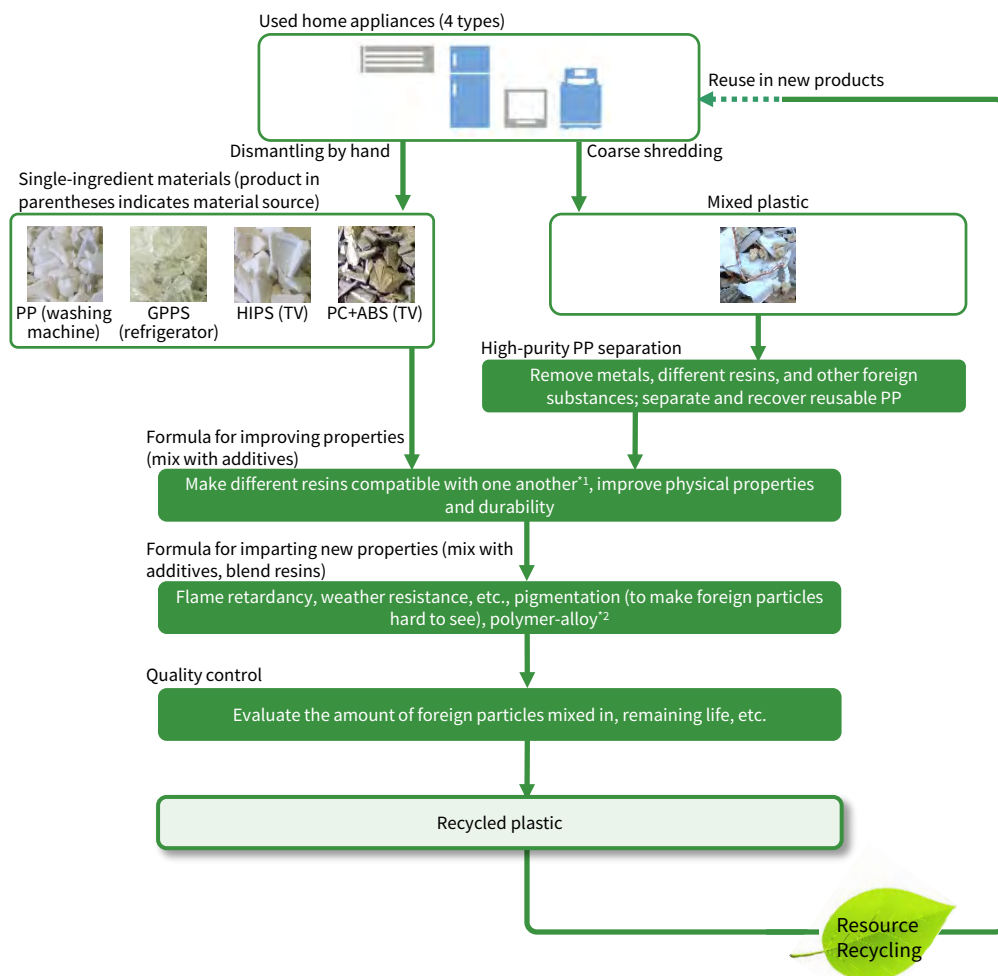 Used home appliances (4 types)
Reuse in new products
Dismantling by hand
Coarse shredding
Single-ingredient materials (product in
parentheses indicates material source)
Mixed plastic
PP (washing
machine)
GPPS
(refrigerator)
HIPS (TV)
PC+ABS (TV)
High-purity PP separation
Remove metals, different resins, and other foreign
substances; separate and recover reusable PP
Formula for improving properties
(mix with additives)
Make different resins compatible with one another*1, improve physical properties
and durability
Formula for imparting new properties (mix with
additives, blend resins)
Flame retardancy, weather resistance, etc., pigmentation (to make foreign particles
hard to see), polymer-alloy*2
Quality control
Evaluate the amount of foreign particles mixed in, remaining life, etc.
Recycled plastic
Resource
Recycling